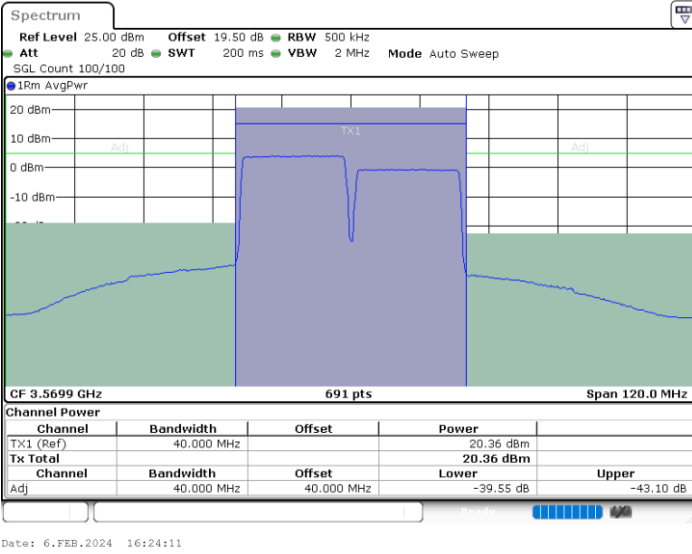 Spectrum
Ref Level 25.00 dBm Offset 19.50 dB RBW 500 kHz
Att 20 dB SWT 200 ms VBW 2 MHz Mode Auto Sweep
SGL Count 100/100
1Rm AvgPwr
20 dBm
TX1
10 dBm
Adj Adj
0 dBm
-10 dBm
CF 3.5699 GHz 691 pts Span 120.0 MHz
Channel Power
Channel Bandwidth Offset Power
TX1 (Ref) 40.000 MHz 20.36 dBm
Tx Total 20.36 dBm
Channel Bandwidth Offset Lower Upper
Adj 40.000 MHz 40.000 MHz -39.55 dB -43.10 dB
Ready
Date: 6.FEB.2024 16:24:11